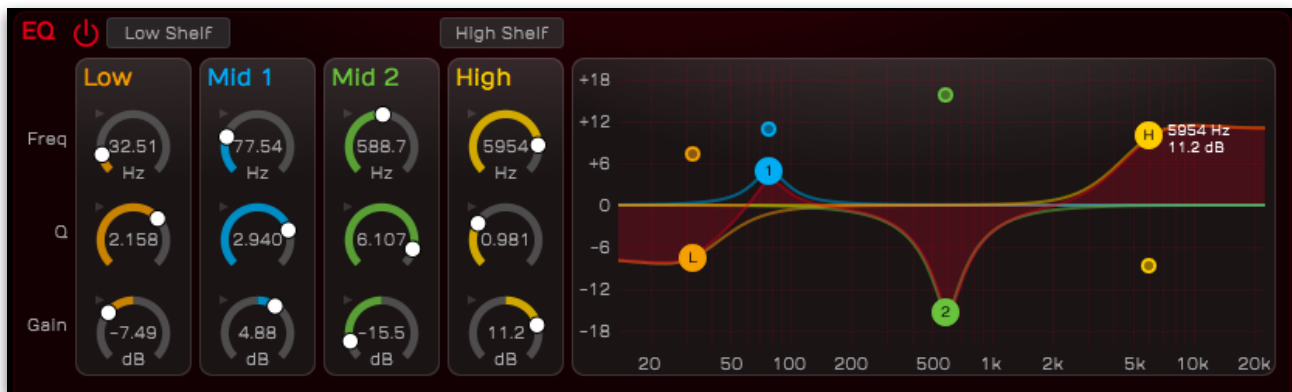 EQ Low Shelf High Shelf
Low Mid 1 Mid 2 High
Freq 32.51 Hz 77.54 Hz 588.7 Hz 5954 Hz
Q 2.158 2.940 6.107 0.981
Gain -7.49 dB 4.88 dB -15.5 dB 11.2 dB
+18
+12
+6
0
-6
-12
-18
L
1
2
H
5954 Hz
11.2 dB
20 50 100 200 500 1k 2k 5k 10k 20k